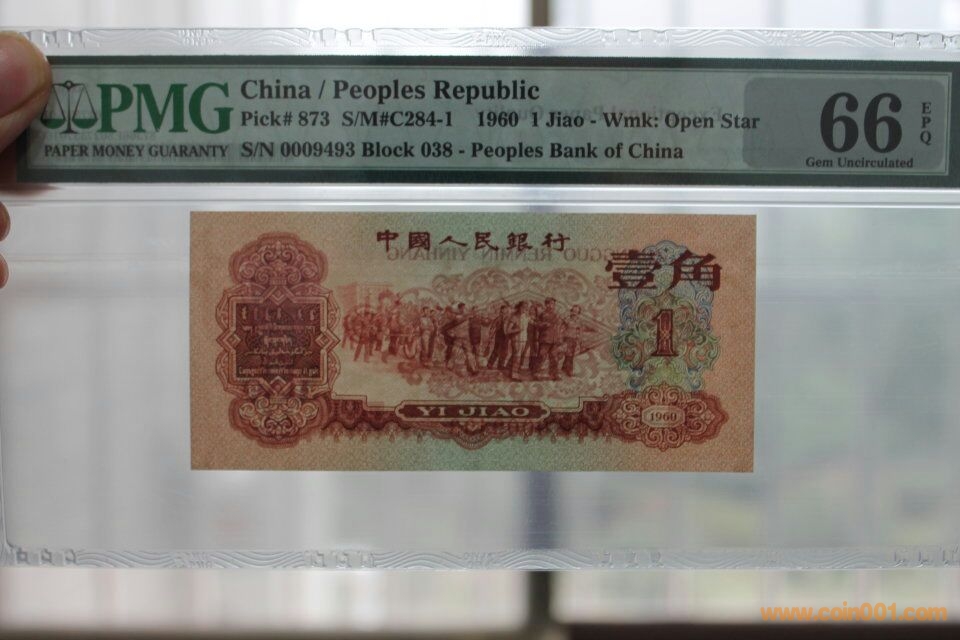 PMG
PAPER MONEY GUARANTY
China / Peoples Republic
Pick# 873 S/M#C284-1 1960 1 Jiao - Wmk: Open Star
S/N 0009493 Block 038 - Peoples Bank of China
66
EPQ
Gem Uncirculated
中國人民銀行
壹角
1
YI JIAO
1960
www.coin001.com